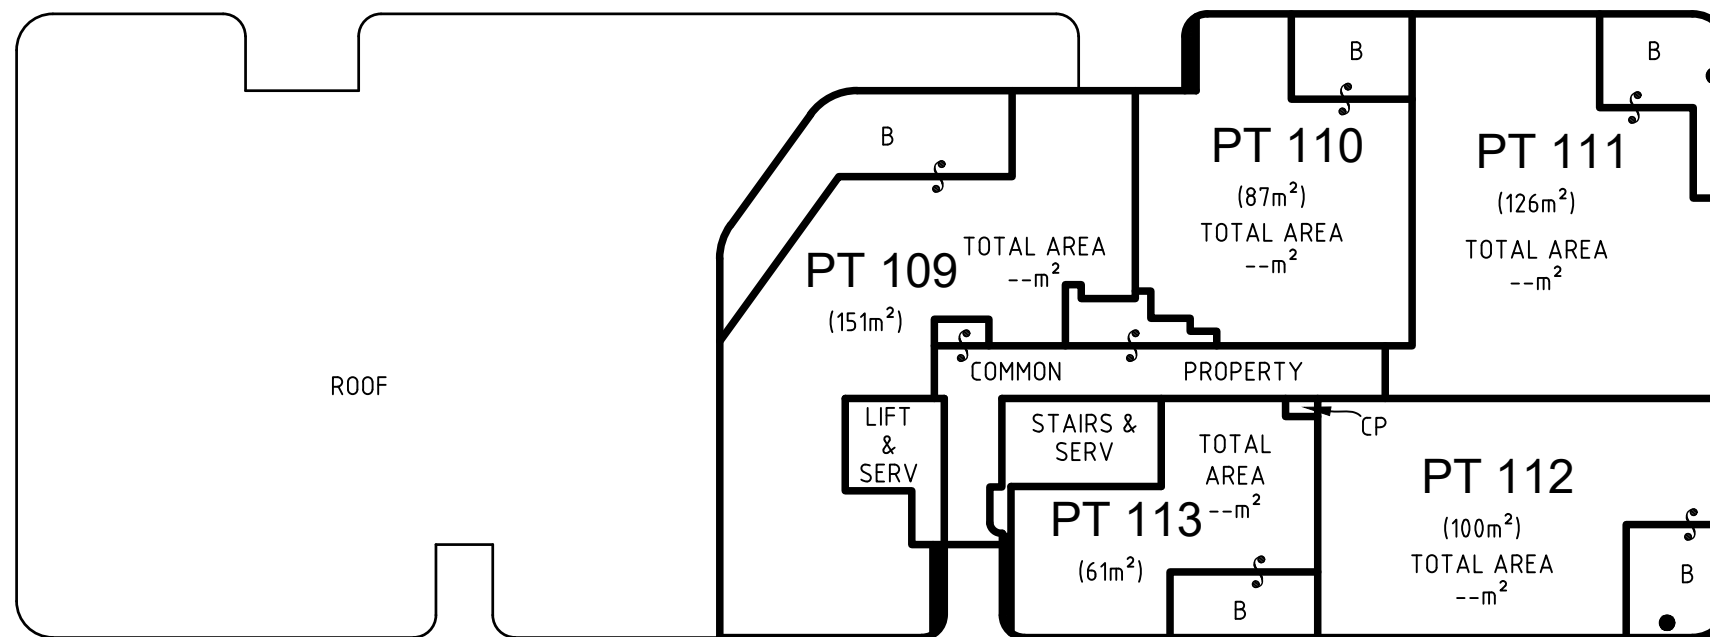 B
B
B
PT 110
(87m²)
TOTAL AREA
--m²
PT 111
(126m²)
TOTAL AREA
--m²
PT 109
(151m²)
TOTAL AREA
--m²
ROOF
COMMON PROPERTY
LIFT
&
SERV
STAIRS &
SERV
TOTAL
AREA
--m²
CP
PT 113
(61m²)
B
PT 112
(100m²)
TOTAL AREA
--m²
B